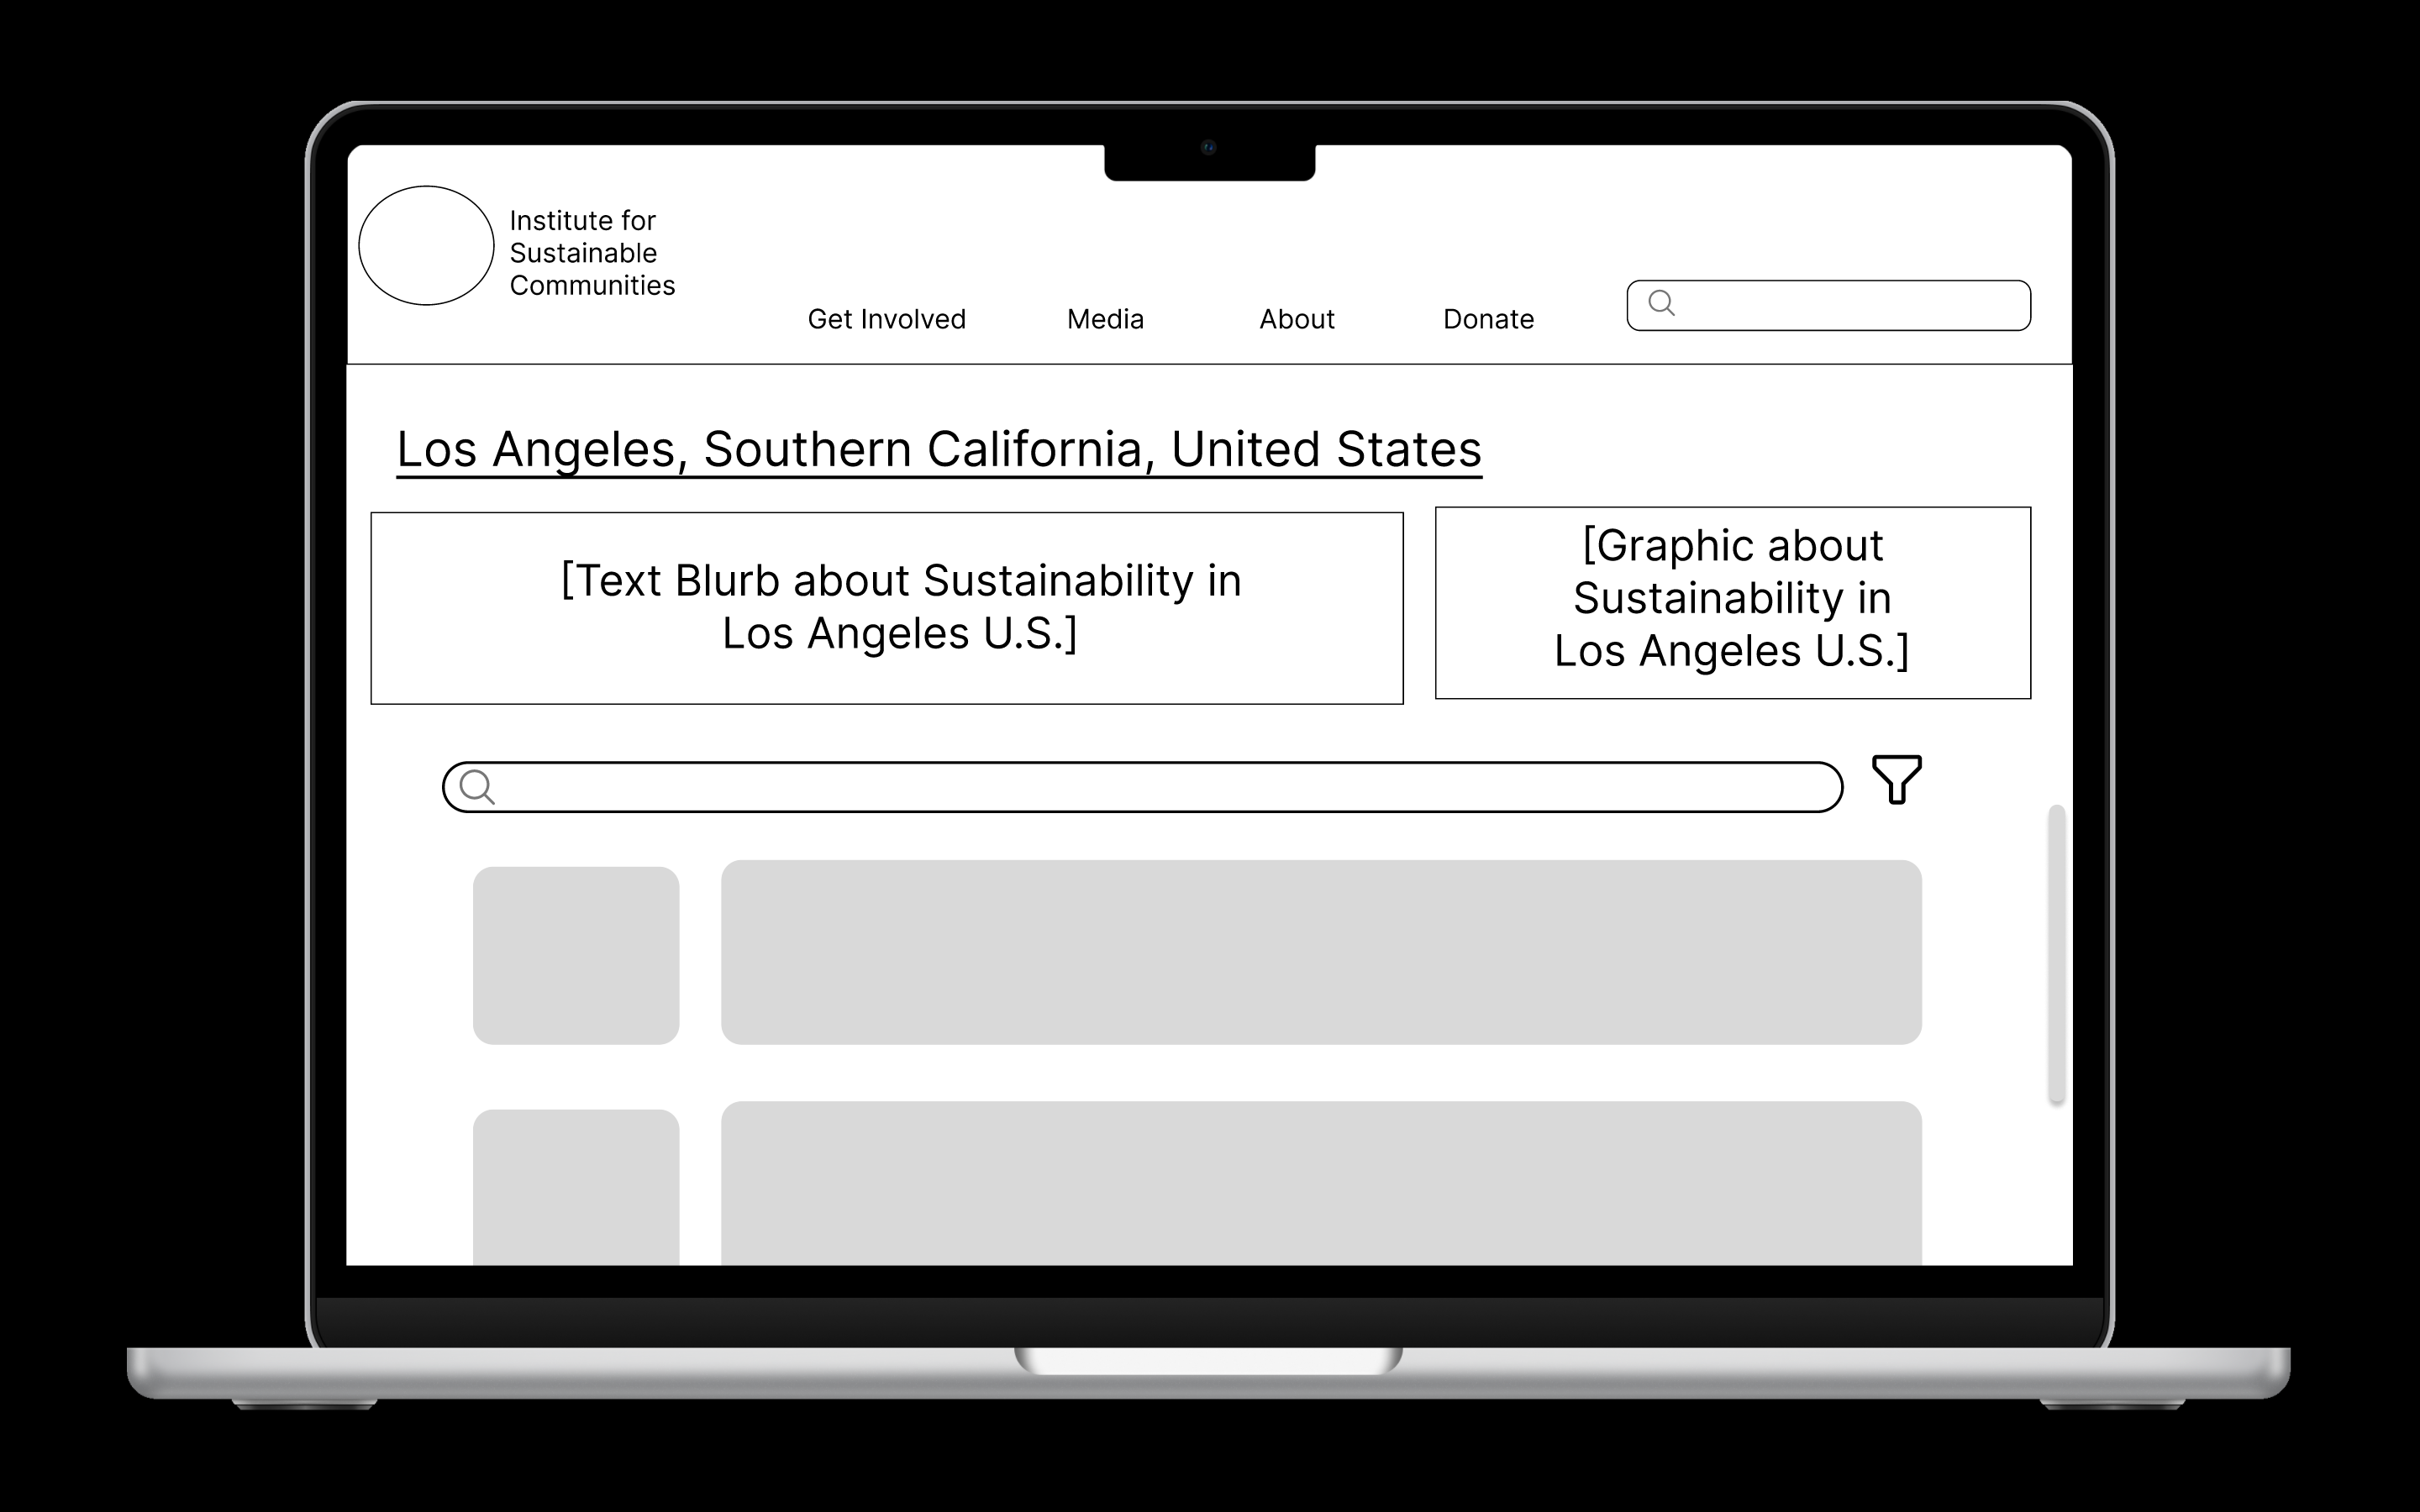 Institute for
Sustainable
Communities
Get Involved
Media
About
Donate
Los Angeles, Southern California, United States
[Text Blurb about Sustainability in
Los Angeles U.S.]
[Graphic about
Sustainability in
Los Angeles U.S.]